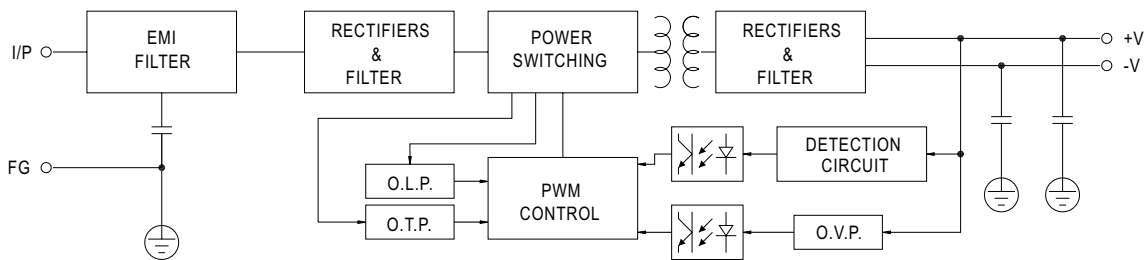 I/P
EMI
FILTER
RECTIFIERS
&
FILTER
POWER
SWITCHING
RECTIFIERS
&
FILTER
+V
-V
FG
O.L.P.
O.T.P.
PWM
CONTROL
DETECTION
CIRCUIT
O.V.P.